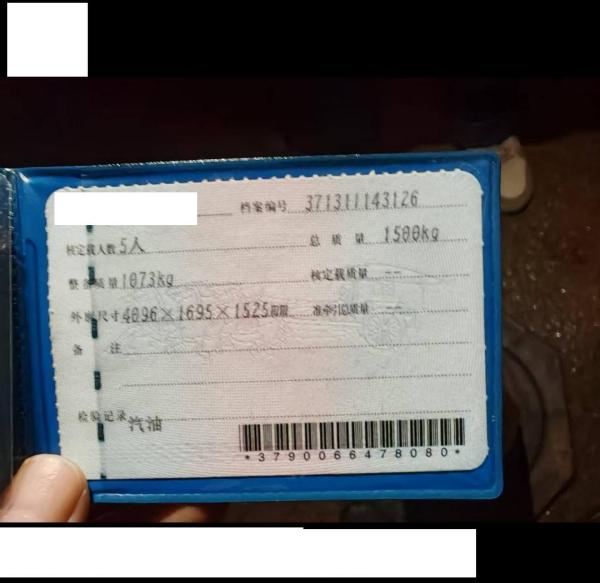 档案编号 371311143126
核定载人数 5人 总质量 1500kg
整备质量 1073kg 核定载质量 --
外廓尺寸 4096×1695×1525mm 准牵引总质量 --
备注
检验记录 汽油
*3790066478080*